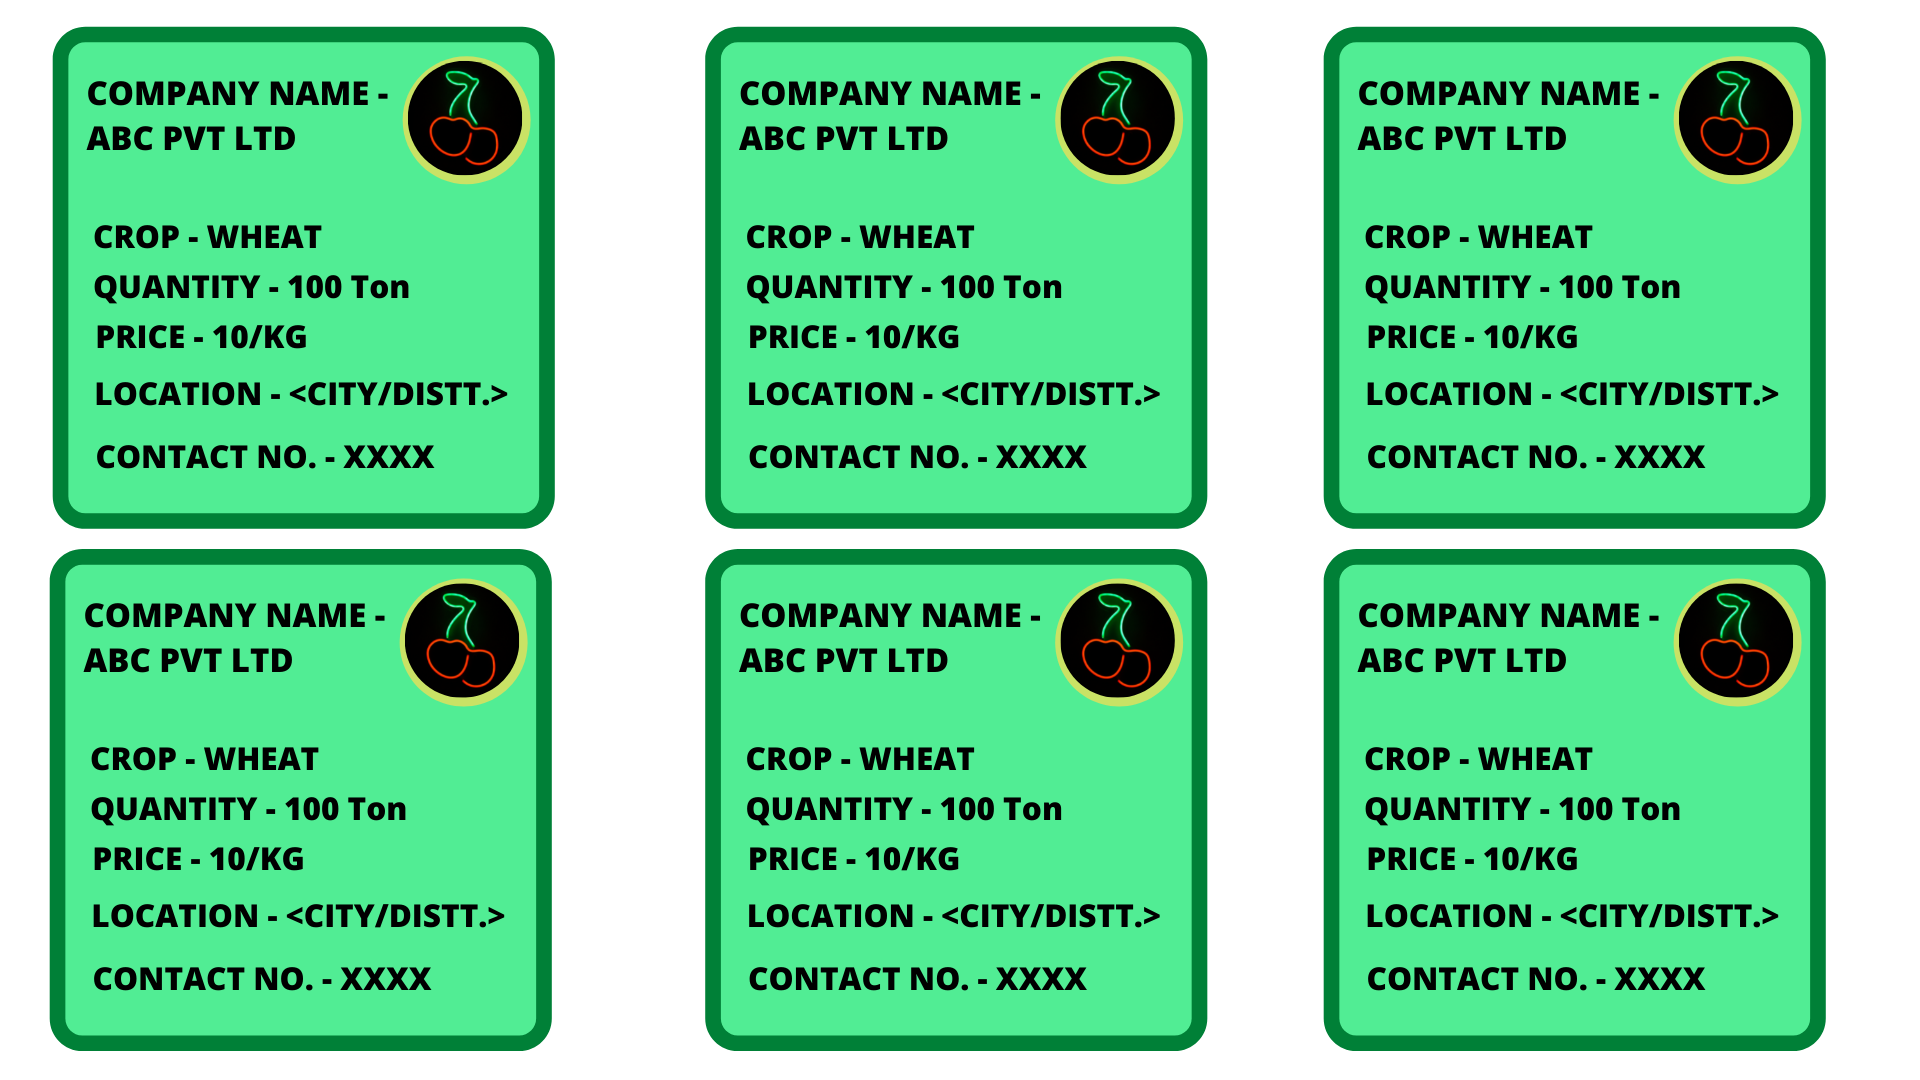 COMPANY NAME -
ABC PVT LTD
CROP - WHEAT
QUANTITY - 100 Ton
PRICE - 10/KG
LOCATION - <CITY/DISTT.>
CONTACT NO. - XXXX
COMPANY NAME -
ABC PVT LTD
CROP - WHEAT
QUANTITY - 100 Ton
PRICE - 10/KG
LOCATION - <CITY/DISTT.>
CONTACT NO. - XXXX
COMPANY NAME -
ABC PVT LTD
CROP - WHEAT
QUANTITY - 100 Ton
PRICE - 10/KG
LOCATION - <CITY/DISTT.>
CONTACT NO. - XXXX
COMPANY NAME -
ABC PVT LTD
CROP - WHEAT
QUANTITY - 100 Ton
PRICE - 10/KG
LOCATION - <CITY/DISTT.>
CONTACT NO. - XXXX
COMPANY NAME -
ABC PVT LTD
CROP - WHEAT
QUANTITY - 100 Ton
PRICE - 10/KG
LOCATION - <CITY/DISTT.>
CONTACT NO. - XXXX
COMPANY NAME -
ABC PVT LTD
CROP - WHEAT
QUANTITY - 100 Ton
PRICE - 10/KG
LOCATION - <CITY/DISTT.>
CONTACT NO. - XXXX